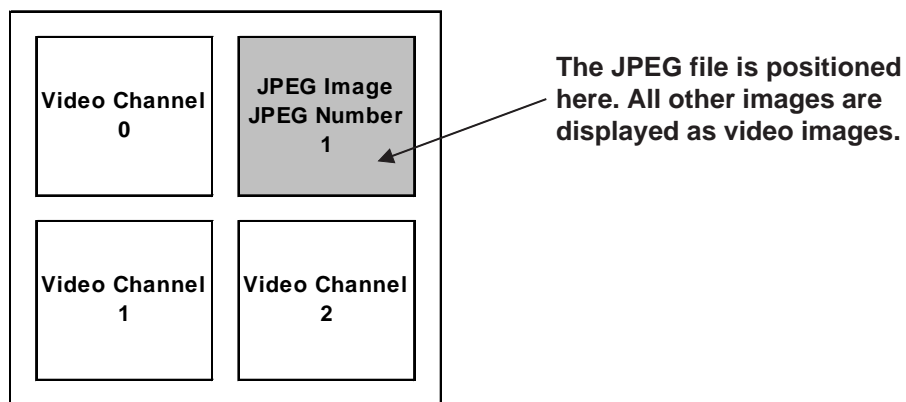 Video Channel
0
JPEG Image
JPEG Number
1
The JPEG file is positioned
here. All other images are
displayed as video images.
Video Channel
1
Video Channel
2